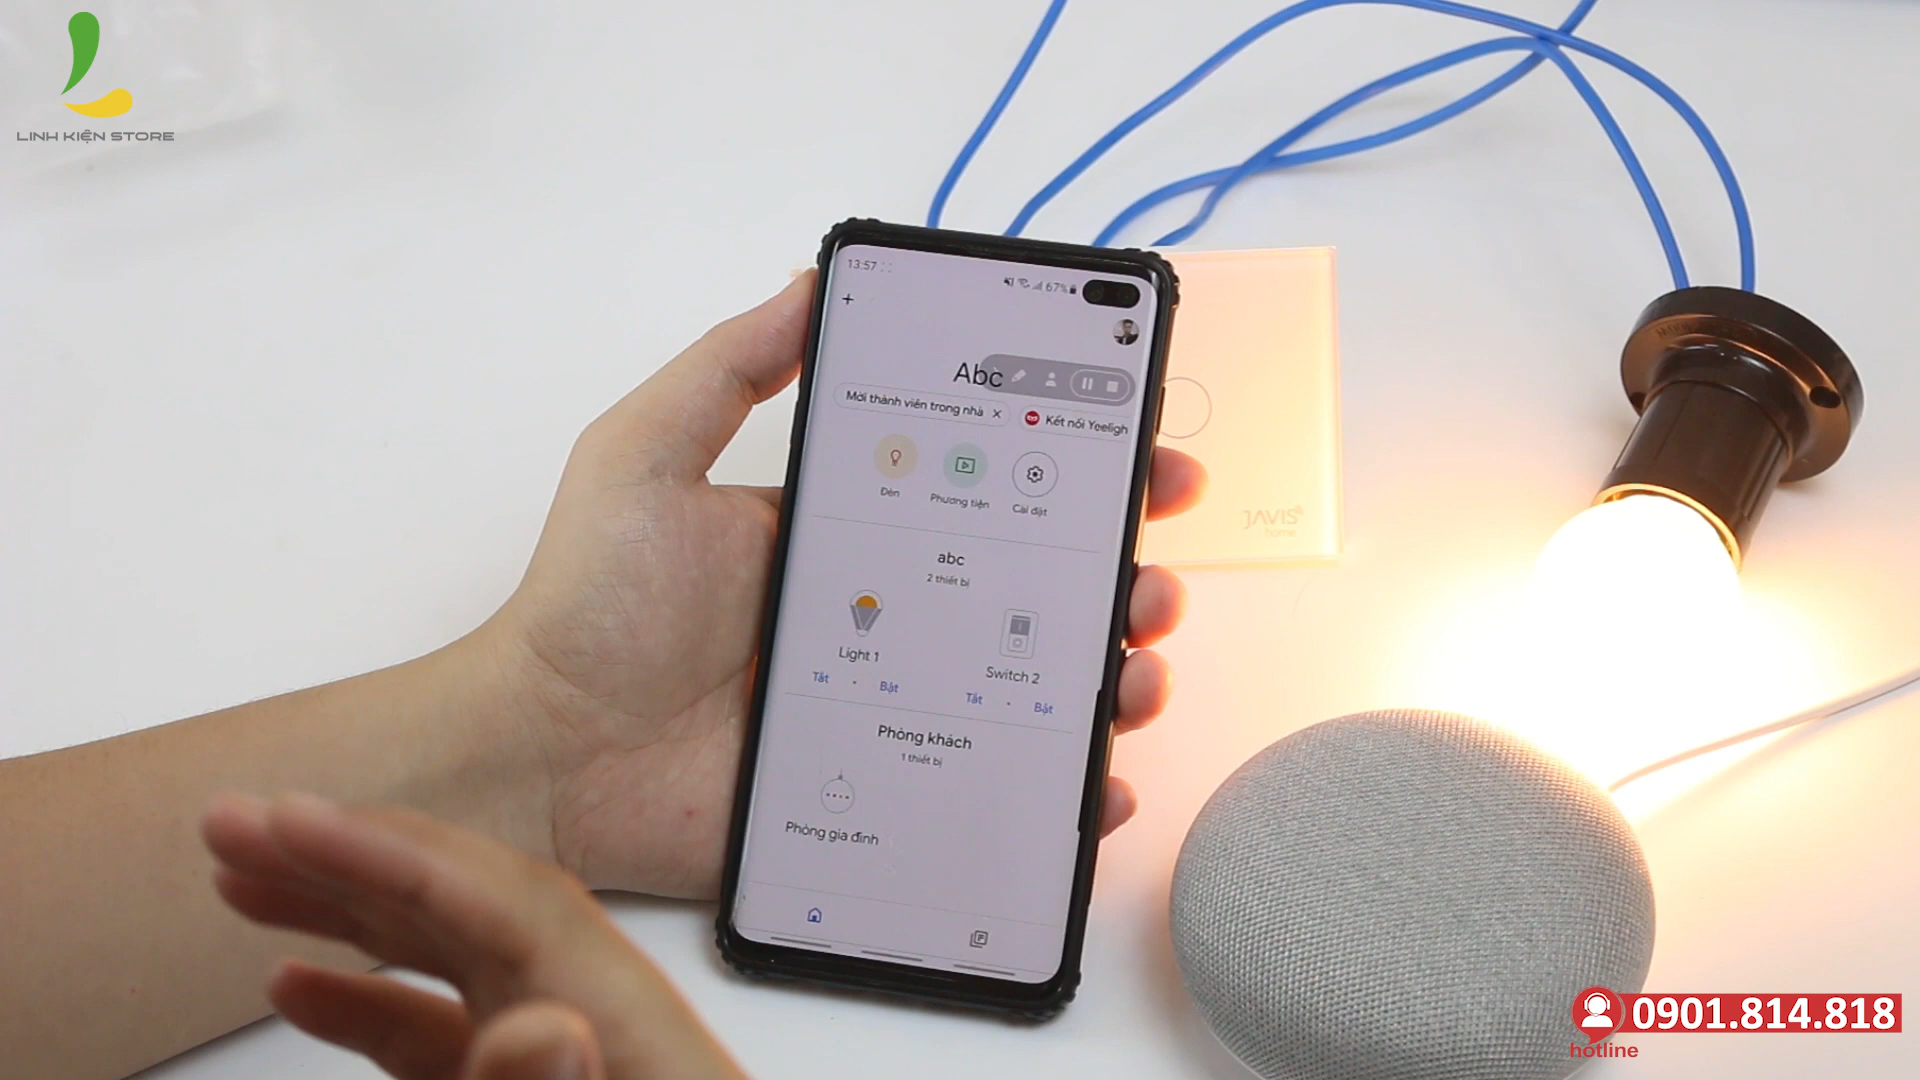 LINH KIỆN STORE
13:57
67%
+
Abc
Mời thành viên trong nhà ×
Kết nối Yeeligh
Đèn
Phương tiện
Cài đặt
abc
2 thiết bị
Light 1
Switch 2
Tắt • Bật
Tắt • Bật
Phòng khách
1 thiết bị
Phòng gia đình
JAVIS
home
0901.814.818
hotline